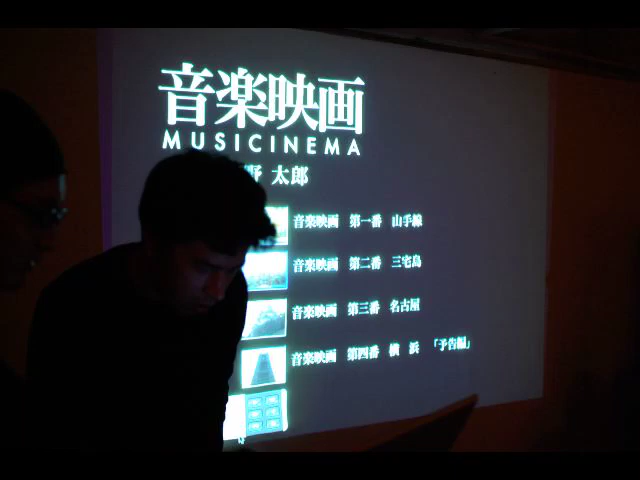 音楽映画
MUSICINEMA
野 太郎
音楽映画 第一番 山手線
音楽映画 第二番 三宅島
音楽映画 第三番 名古屋
音楽映画 第四番 横 浜 「予告編」